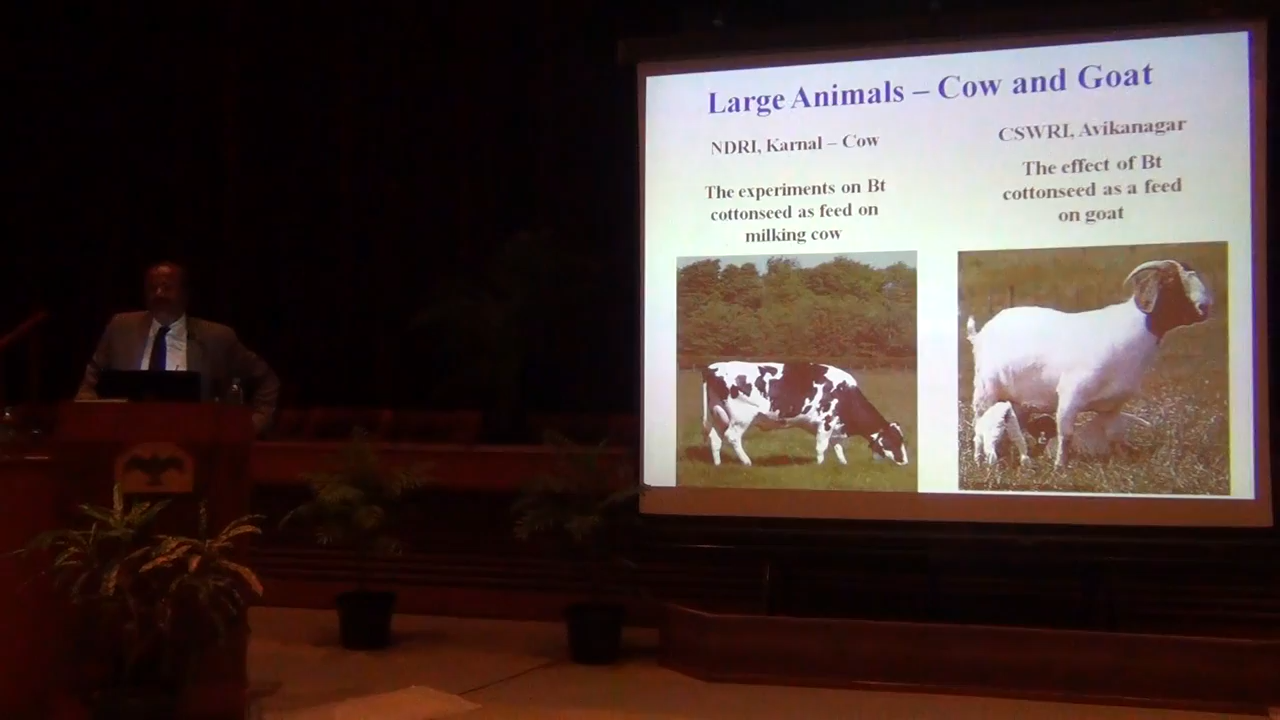 Large Animals – Cow and Goat
NDRI, Karnal – Cow
The experiments on Bt
cottonseed as feed on
milking cow
CSWRI, Avikanagar
The effect of Bt
cottonseed as a feed
on goat